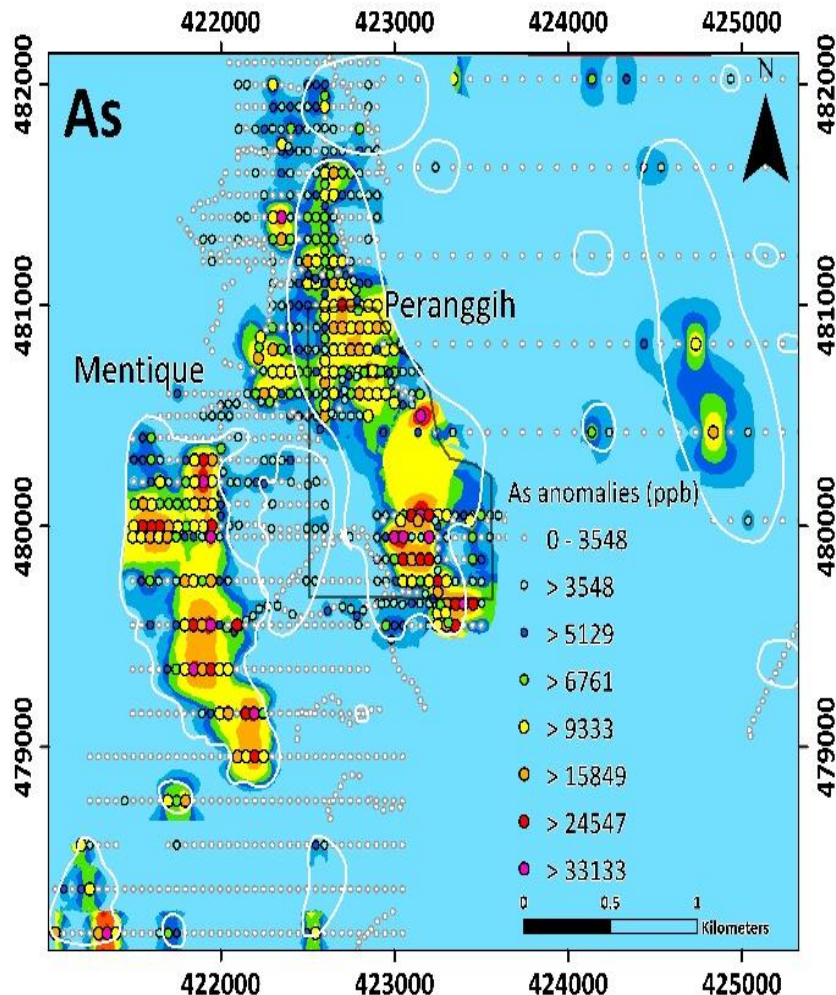 422000 423000 424000 425000
482000 482000
As
N
481000 481000
Peranggih
Mentique
480000 480000
As anomalies (ppb)
0 - 3548
> 3548
> 5129
> 6761
> 9333
> 15849
> 24547
> 33133
479000 479000
0 0.5 1
Kilometers
422000 423000 424000 425000